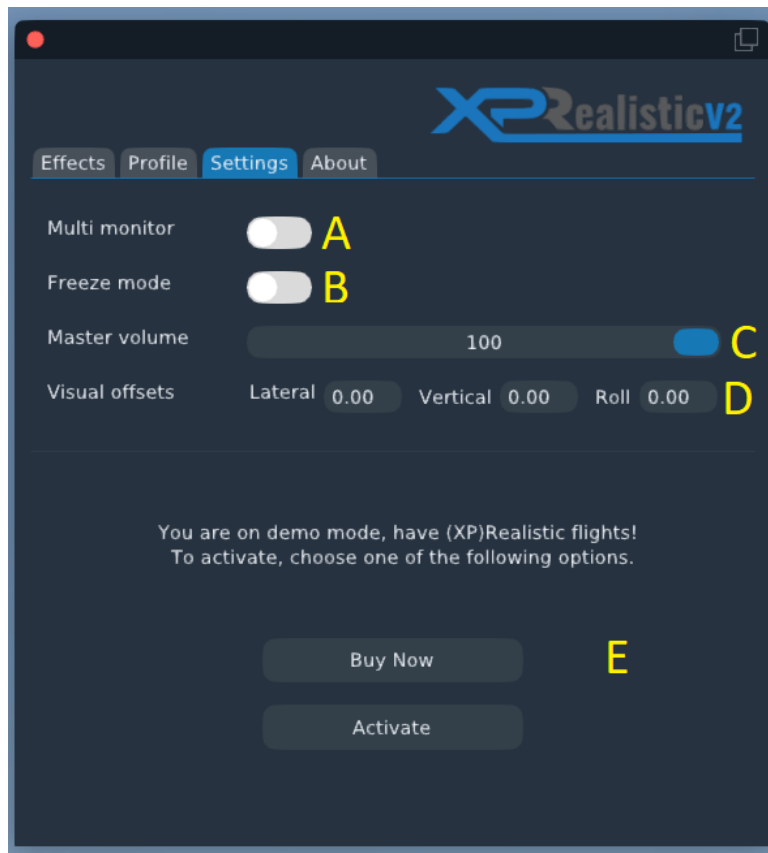 XPRealisticV2
Effects Profile Settings About
Multi monitor A
Freeze mode B
Master volume 100 C
Visual offsets Lateral 0.00 Vertical 0.00 Roll 0.00 D
You are on demo mode, have (XP)Realistic flights!
To activate, choose one of the following options.
Buy Now E
Activate